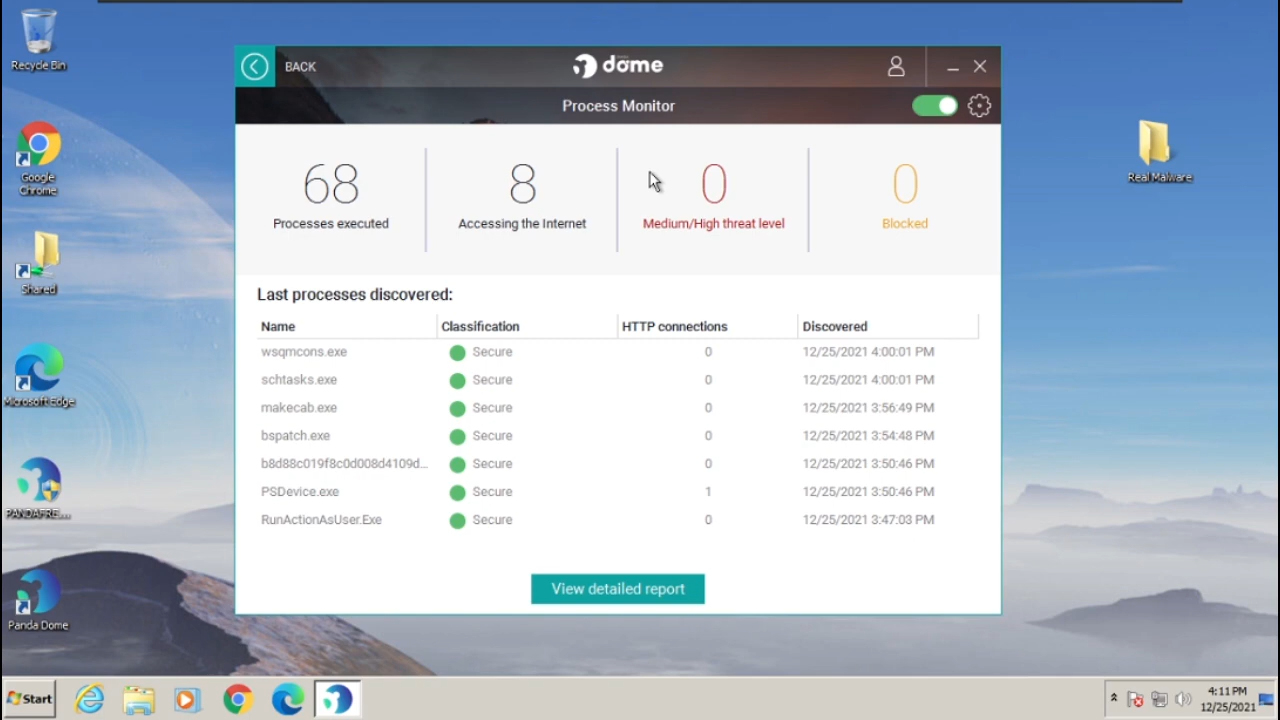 Recycle Bin
Google
Chrome
Shared
Microsoft Edge
PANDAFRE...
Panda Dome
Real Malware
BACK
dome
Process Monitor
68
Processes executed
8
Accessing the Internet
0
Medium/High threat level
0
Blocked
Last processes discovered:
Name Classification HTTP connections Discovered
wsqmcons.exe Secure 0 12/25/2021 4:00:01 PM
schtasks.exe Secure 0 12/25/2021 4:00:01 PM
makecab.exe Secure 0 12/25/2021 3:56:49 PM
bspatch.exe Secure 0 12/25/2021 3:54:48 PM
b8d88c019f8c0d008d4109d... Secure 0 12/25/2021 3:50:46 PM
PSDevice.exe Secure 1 12/25/2021 3:50:46 PM
RunActionAsUser.Exe Secure 0 12/25/2021 3:47:03 PM
View detailed report
Start
4:11 PM
12/25/2021